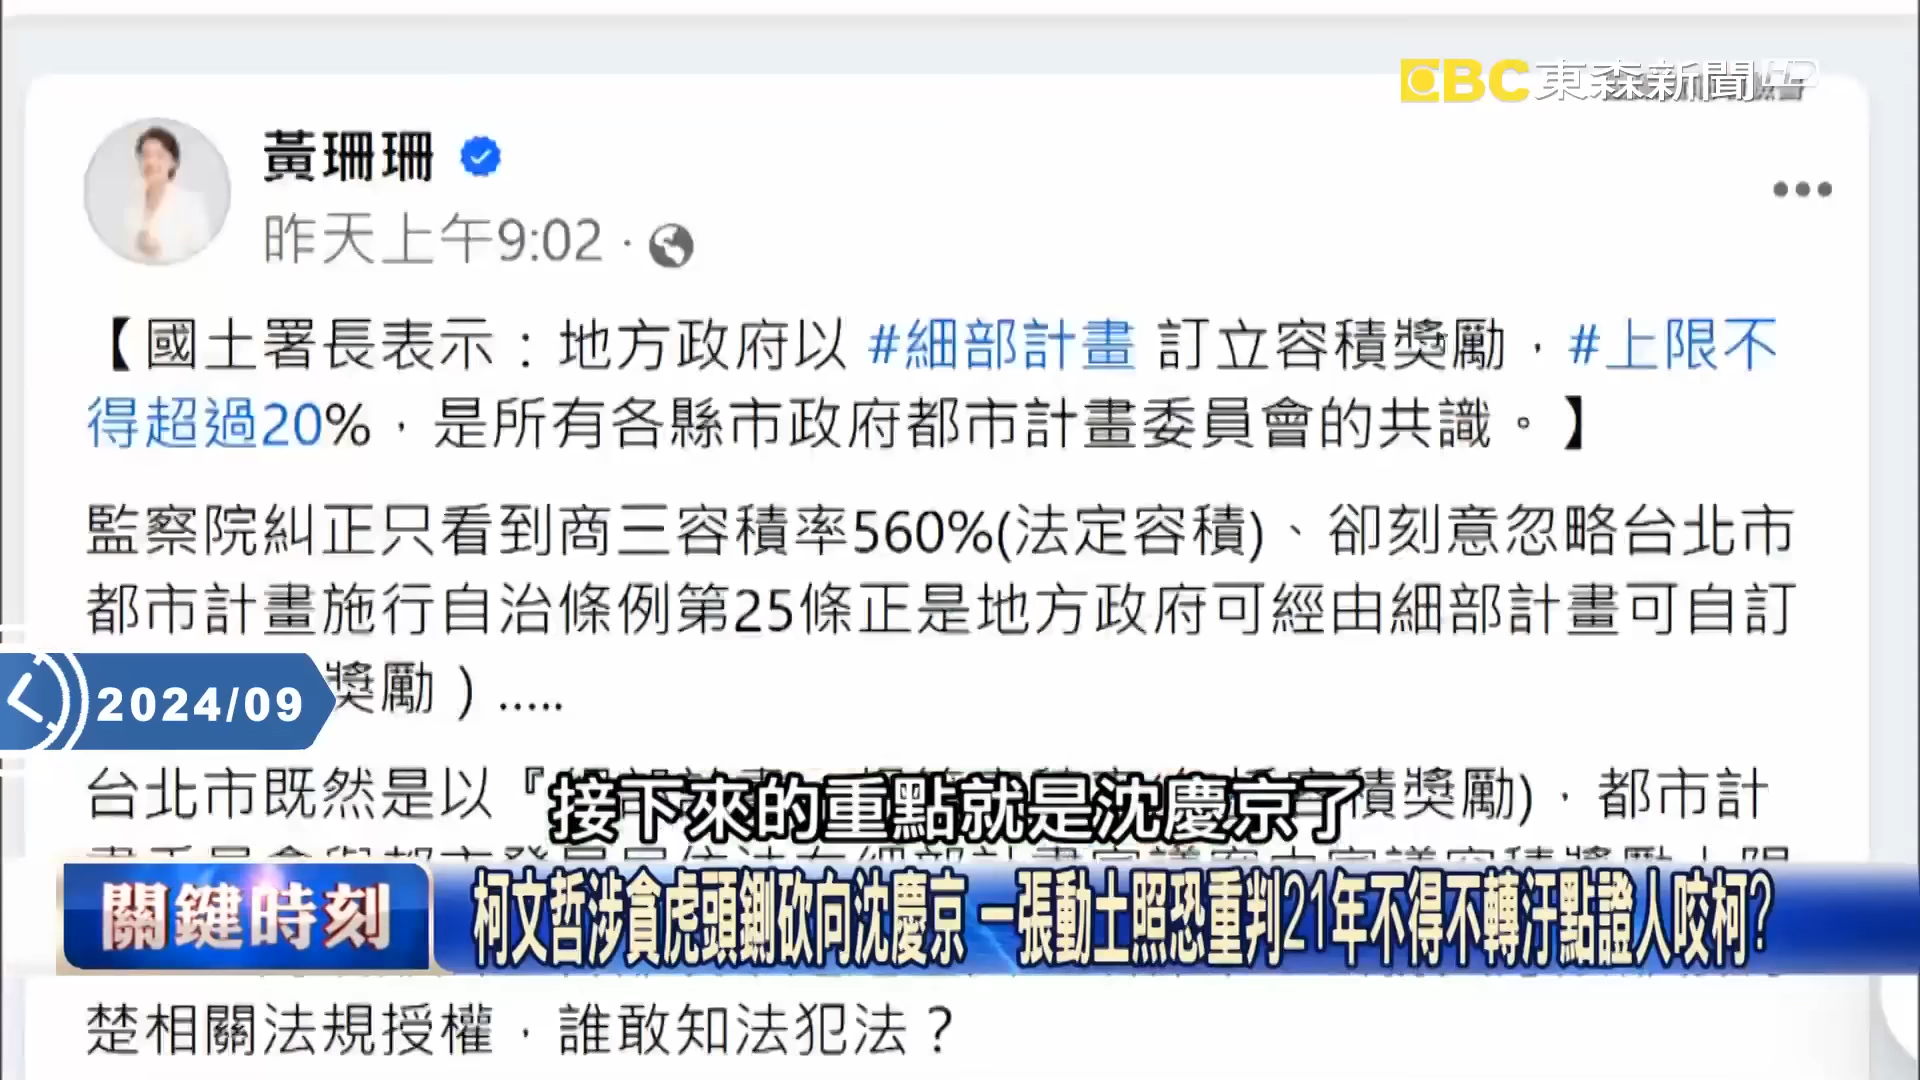 EBC東森新聞
黃珊珊
昨天上午9:02
【國土署長表示：地方政府以 #細部計畫 訂立容積獎勵，#上限不
得超過20%，是所有各縣市政府都市計畫委員會的共識。】
監察院糾正只看到商三容積率560%(法定容積)、卻刻意忽略台北市
都市計畫施行自治條例第25條正是地方政府可經由細部計畫可自訂
獎勵）.....
2024/09
台北市既然是以『
積獎勵)，都市計
接下來的重點就是沈慶京了
關鍵時刻
柯文哲涉貪虎頭鍘砍向沈慶京 一張動土照恐重判21年不得不轉汙點證人咬柯?
楚相關法規授權，誰敢知法犯法？